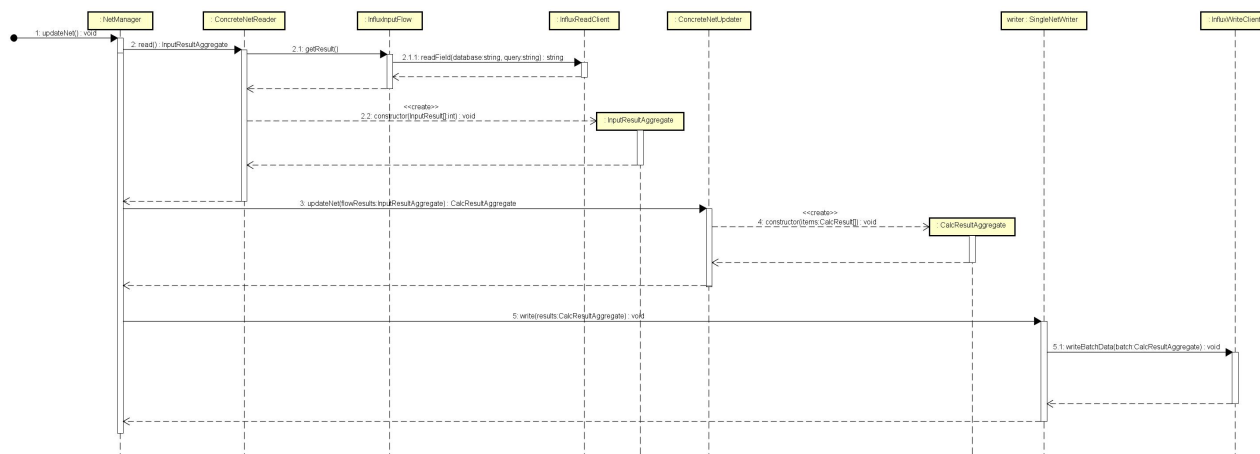 : NetManager
: ConcreteNetReader
: InfluxInputFlow
: InfluxReadClient
: ConcreteNetUpdater
writer : SingleNetWriter
: InfluxWriteClient
1: updateNet() : void
2: read() : InputResultAggregate
2.1: getResult()
2.1.1: readField(database:string, query:string) : string
<<create>>
2.2: constructor(InputResult[]:int) : void
: InputResultAggregate
3: updateNet(flowResults:InputResultAggregate) : CalcResultAggregate
<<create>>
4: constructor(items:CalcResult[]) : void
: CalcResultAggregate
5: write(results:CalcResultAggregate) : void
5.1: writeBatchData(batch:CalcResultAggregate) : void